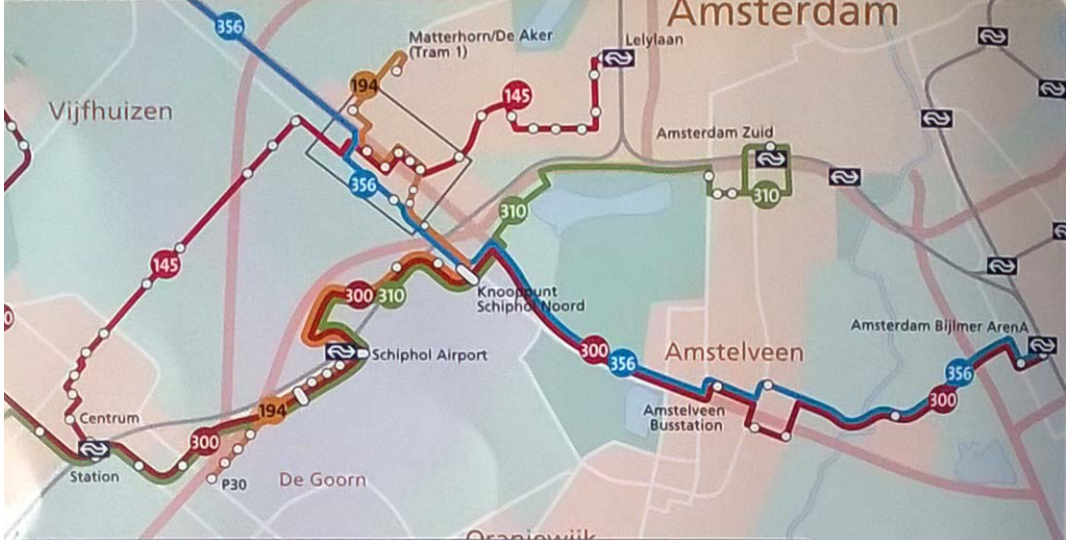 Amsterdam
356
Matterhorn/De Aker
(Tram 1)
Lelylaan
194
145
Vijfhuizen
Amsterdam Zuid
356
310
310
145
300
310
Knooppunt
Schiphol Noord
Schiphol Airport
300
356
Amstelveen
Amsterdam Bijlmer ArenA
356
300
194
Amstelveen
Busstation
Centrum
300
Station
P30
De Goorn